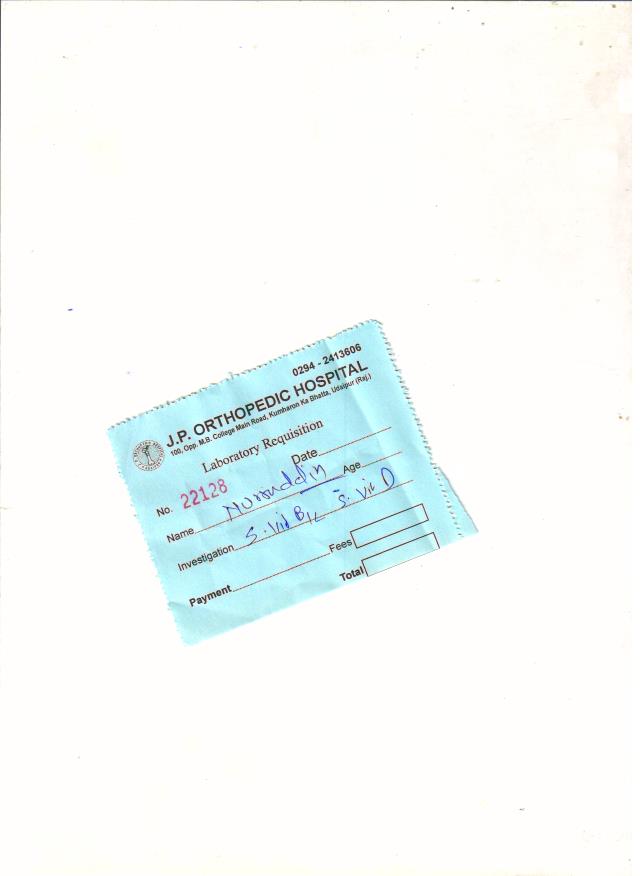 0294 - 2413606
J.P. ORTHOPEDIC HOSPITAL
100, Opp. M.B. College Main Road, Kumharon Ka Bhatta, Udaipur (Raj.)
Laboratory Requisition
No. 22128 Date
Name Nuruddin Age
Investigation S. Vit B12 S. Vit D
Fees
Payment Total